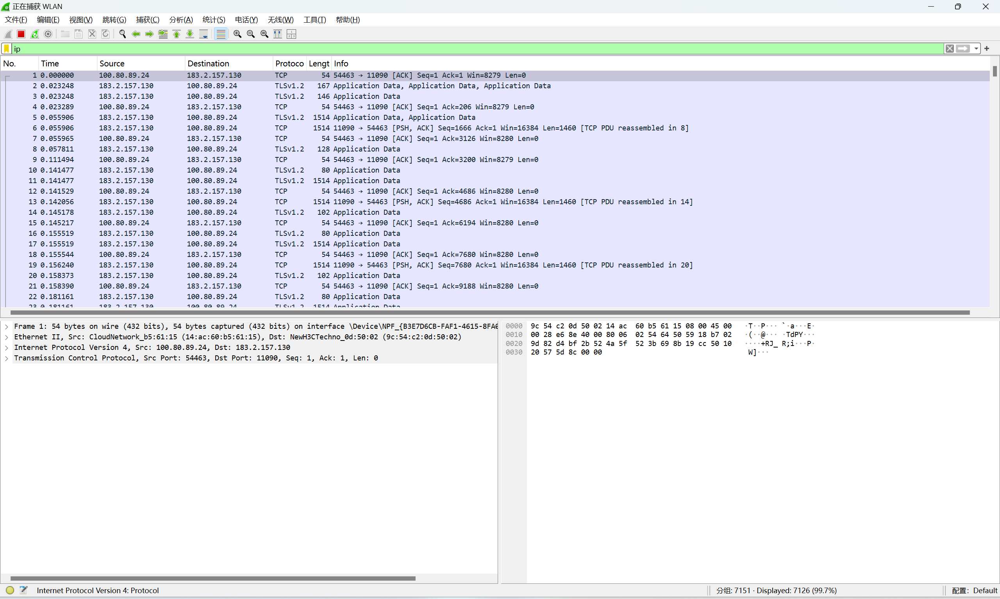 正在捕获 WLAN
文件(F) 编辑(E) 视图(V) 跳转(G) 捕获(C) 分析(A) 统计(S) 电话(Y) 无线(W) 工具(T) 帮助(H)
ip
No. Time Source Destination Protoco Lengt Info
1 0.000000 100.80.89.24 183.2.157.130 TCP 54 54463 → 11090 [ACK] Seq=1 Ack=1 Win=8279 Len=0
2 0.023248 183.2.157.130 100.80.89.24 TLSv1.2 167 Application Data, Application Data, Application Data
3 0.023248 183.2.157.130 100.80.89.24 TLSv1.2 146 Application Data
4 0.023289 100.80.89.24 183.2.157.130 TCP 54 54463 → 11090 [ACK] Seq=1 Ack=206 Win=8279 Len=0
5 0.055906 183.2.157.130 100.80.89.24 TLSv1.2 1514 Application Data, Application Data
6 0.055906 183.2.157.130 100.80.89.24 TCP 1514 11090 → 54463 [PSH, ACK] Seq=1666 Ack=1 Win=16384 Len=1460 [TCP PDU reassembled in 8]
7 0.055965 100.80.89.24 183.2.157.130 TCP 54 54463 → 11090 [ACK] Seq=1 Ack=3126 Win=8280 Len=0
8 0.057811 183.2.157.130 100.80.89.24 TLSv1.2 128 Application Data
9 0.111494 100.80.89.24 183.2.157.130 TCP 54 54463 → 11090 [ACK] Seq=1 Ack=3200 Win=8279 Len=0
10 0.141477 183.2.157.130 100.80.89.24 TLSv1.2 80 Application Data
11 0.141477 183.2.157.130 100.80.89.24 TLSv1.2 1514 Application Data
12 0.141529 100.80.89.24 183.2.157.130 TCP 54 54463 → 11090 [ACK] Seq=1 Ack=4686 Win=8280 Len=0
13 0.142056 183.2.157.130 100.80.89.24 TCP 1514 11090 → 54463 [PSH, ACK] Seq=4686 Ack=1 Win=16384 Len=1460 [TCP PDU reassembled in 14]
14 0.145178 183.2.157.130 100.80.89.24 TLSv1.2 102 Application Data
15 0.145217 100.80.89.24 183.2.157.130 TCP 54 54463 → 11090 [ACK] Seq=1 Ack=6194 Win=8280 Len=0
16 0.155519 183.2.157.130 100.80.89.24 TLSv1.2 80 Application Data
17 0.155519 183.2.157.130 100.80.89.24 TLSv1.2 1514 Application Data
18 0.155544 100.80.89.24 183.2.157.130 TCP 54 54463 → 11090 [ACK] Seq=1 Ack=7680 Win=8280 Len=0
19 0.156240 183.2.157.130 100.80.89.24 TCP 1514 11090 → 54463 [PSH, ACK] Seq=7680 Ack=1 Win=16384 Len=1460 [TCP PDU reassembled in 20]
20 0.158373 183.2.157.130 100.80.89.24 TLSv1.2 102 Application Data
21 0.158390 100.80.89.24 183.2.157.130 TCP 54 54463 → 11090 [ACK] Seq=1 Ack=9188 Win=8280 Len=0
22 0.181161 183.2.157.130 100.80.89.24 TLSv1.2 80 Application Data
23 0.181161 183.2.157.130 100.80.89.24 TLSv1.2 1514 Application Data
Frame 1: 54 bytes on wire (432 bits), 54 bytes captured (432 bits) on interface \Device\NPF_{B3E7D6CB-FAF1-4615-8FA0
Ethernet II, Src: CloudNetwork_b5:61:15 (14:ac:60:b5:61:15), Dst: NewH3CTechno_0d:50:02 (9c:54:c2:0d:50:02)
Internet Protocol Version 4, Src: 100.80.89.24, Dst: 183.2.157.130
Transmission Control Protocol, Src Port: 54463, Dst Port: 11090, Seq: 1, Ack: 1, Len: 0
0000 9c 54 c2 0d 50 02 14 ac 60 b5 61 15 08 00 45 00 ·T··P··· `·a···E·
0010 00 28 e6 8e 40 00 80 06 02 54 64 50 59 18 b7 02 ·(··@··· ·TdPY···
0020 9d 82 d4 bf 2b 52 4a 5f 52 3b 69 8b 19 cc 50 10 ····+RJ_ R;i···P·
0030 20 57 5d 8c 00 00 W]···
Internet Protocol Version 4: Protocol
分组: 7151 · Displayed: 7126 (99.7%)
配置: Default